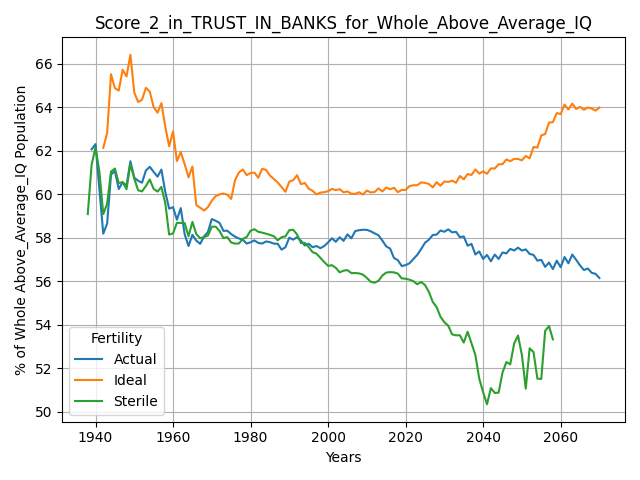 Score_2_in_TRUST_IN_BANKS_for_Whole_Above_Average_IQ
% of Whole Above_Average_IQ Population
66
64
62
60
58
56
54
52
50
Fertility
Actual
Ideal
Sterile
1940 1960 1980 2000 2020 2040 2060
Years